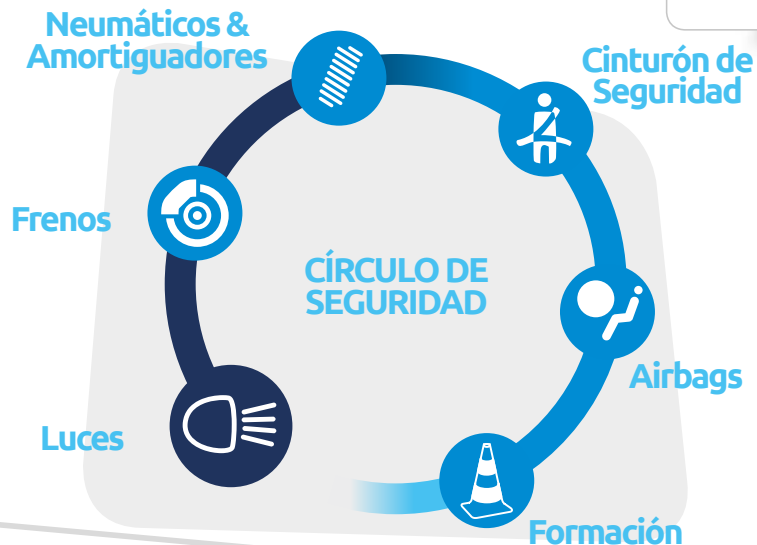 Neumáticos &
Amortiguadores
Cinturón de
Seguridad
Frenos
CÍRCULO DE
SEGURIDAD
Airbags
Luces
Formación